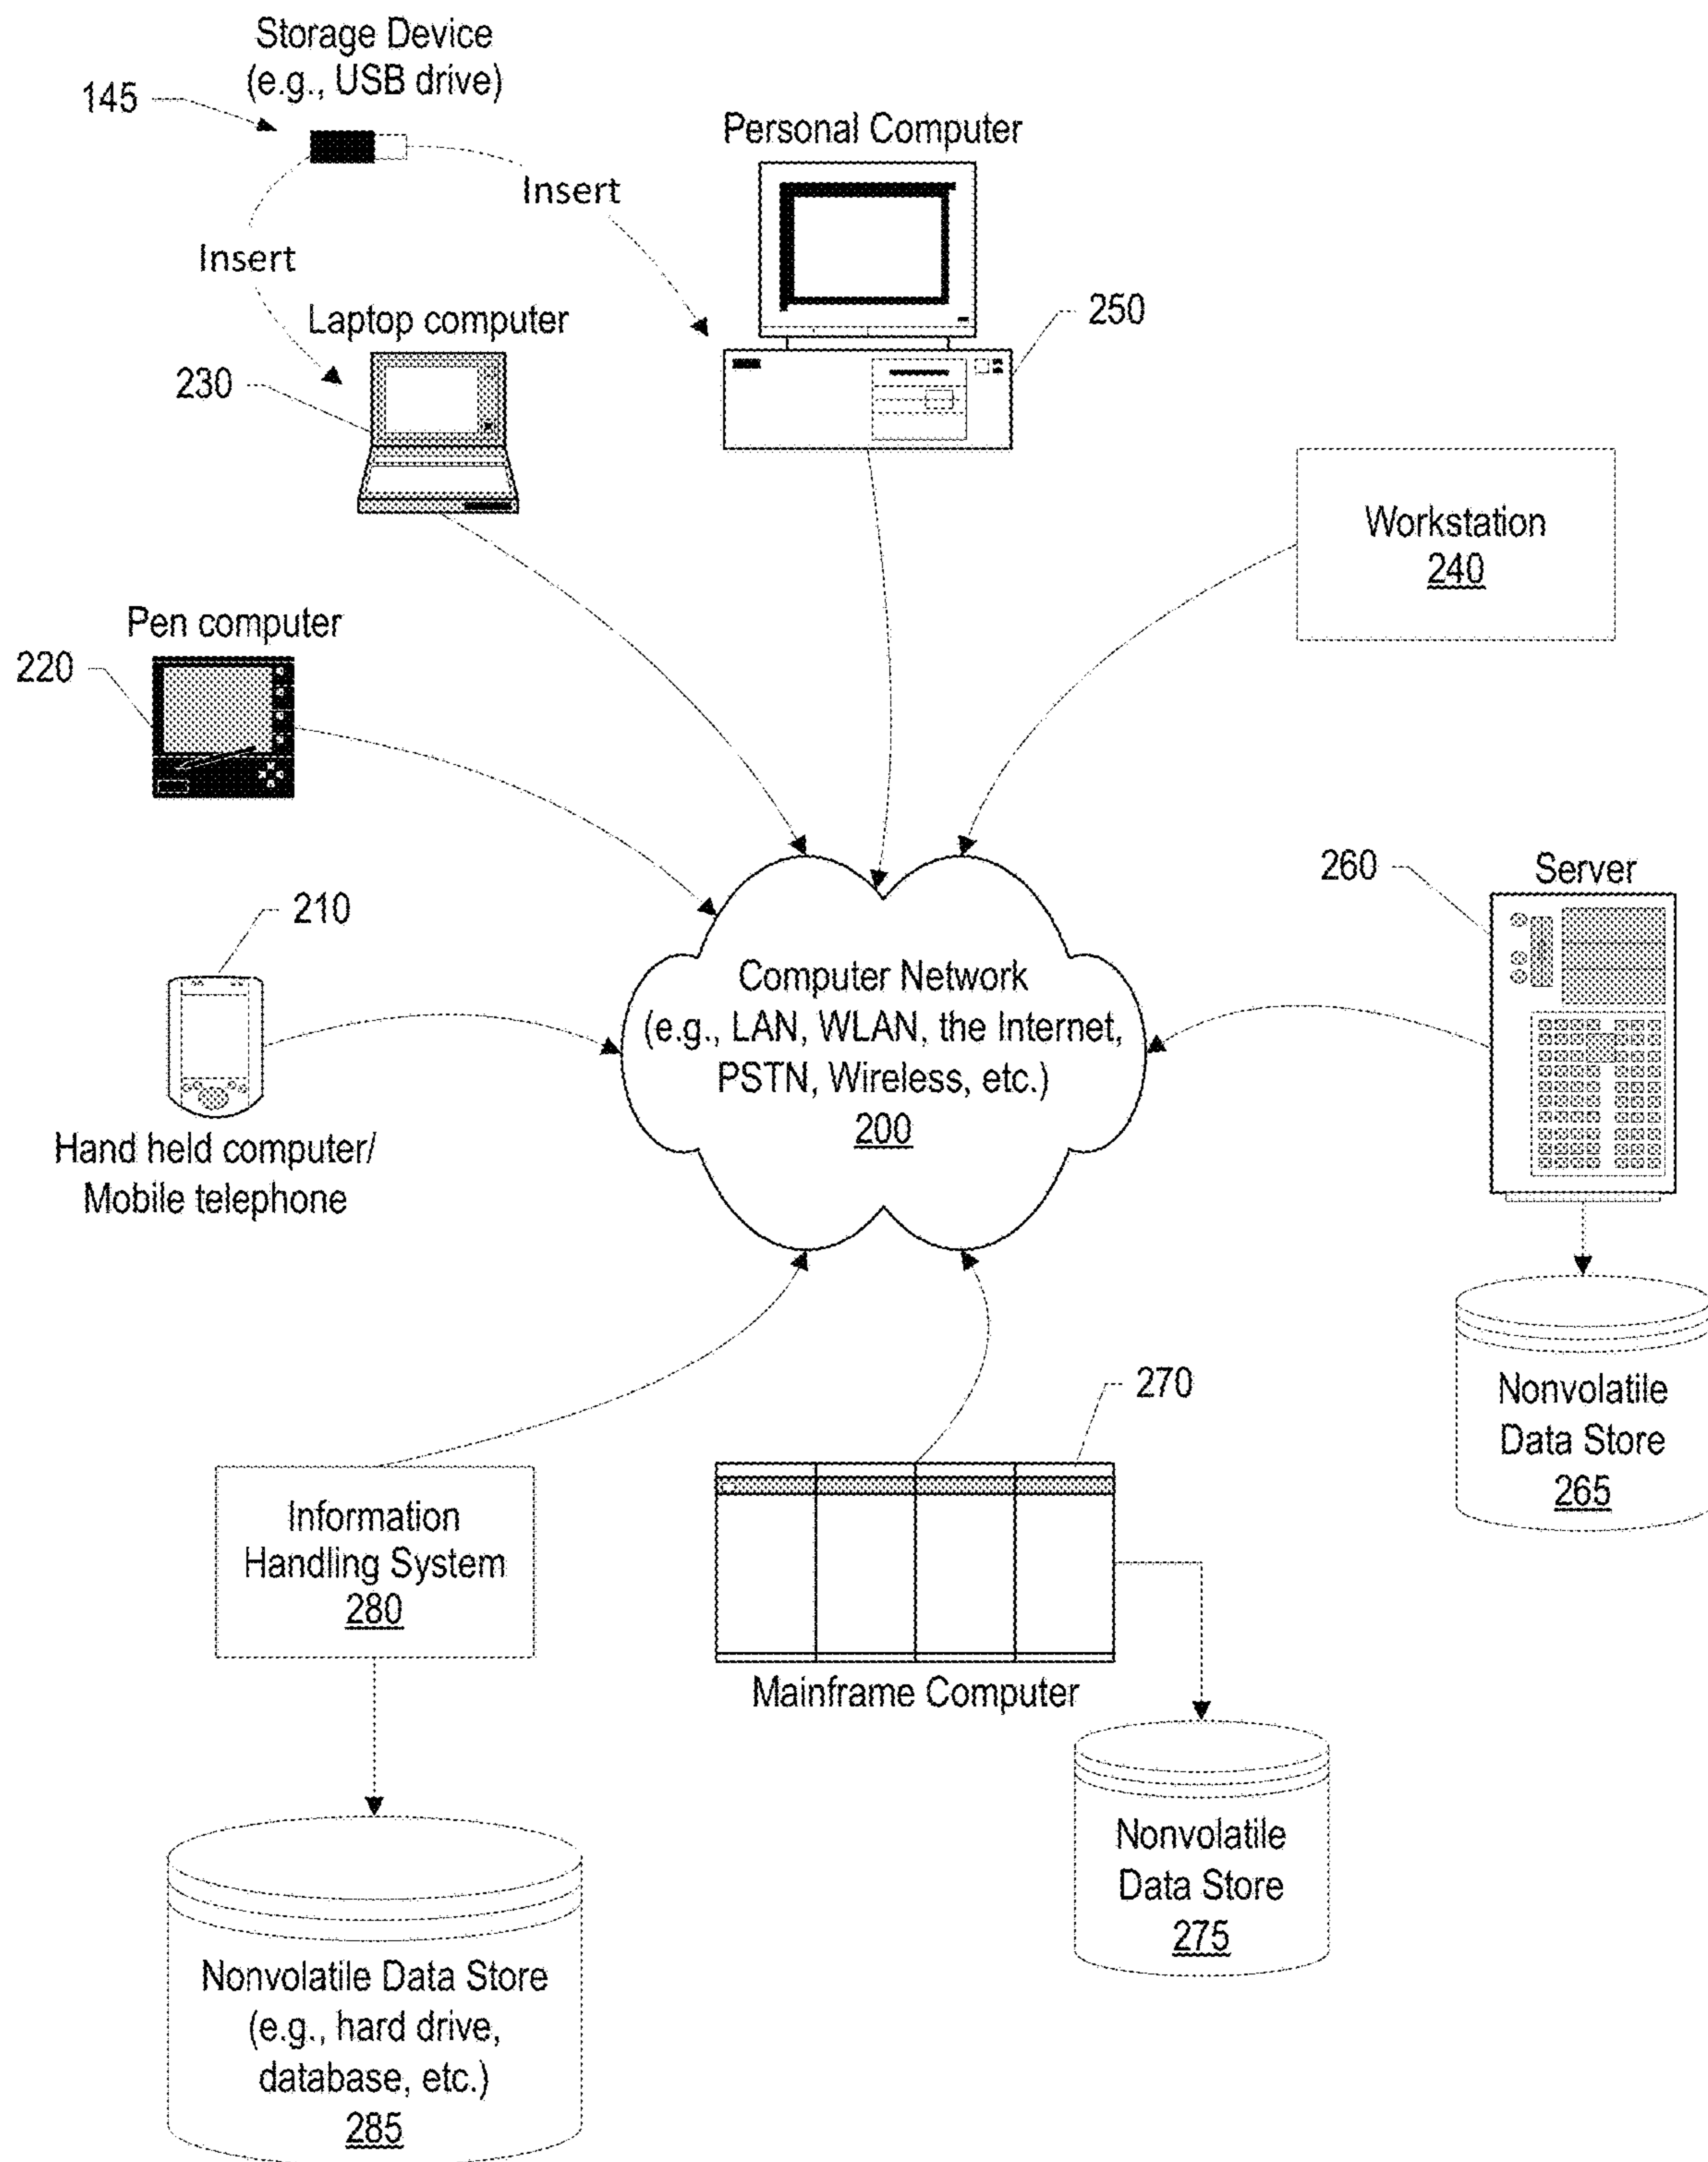 Storage Device
(e.g., USB drive)
145
Personal Computer
Insert
Insert
Laptop computer
250
230
Workstation
240
Pen computer
220
260
Server
210
Computer Network
(e.g., LAN, WLAN, the Internet,
PSTN, Wireless, etc.)
200
Hand held computer/
Mobile telephone
270
Nonvolatile
Data Store
265
Information
Handling System
280
Mainframe Computer
Nonvolatile
Data Store
275
Nonvolatile Data Store
(e.g., hard drive,
database, etc.)
285